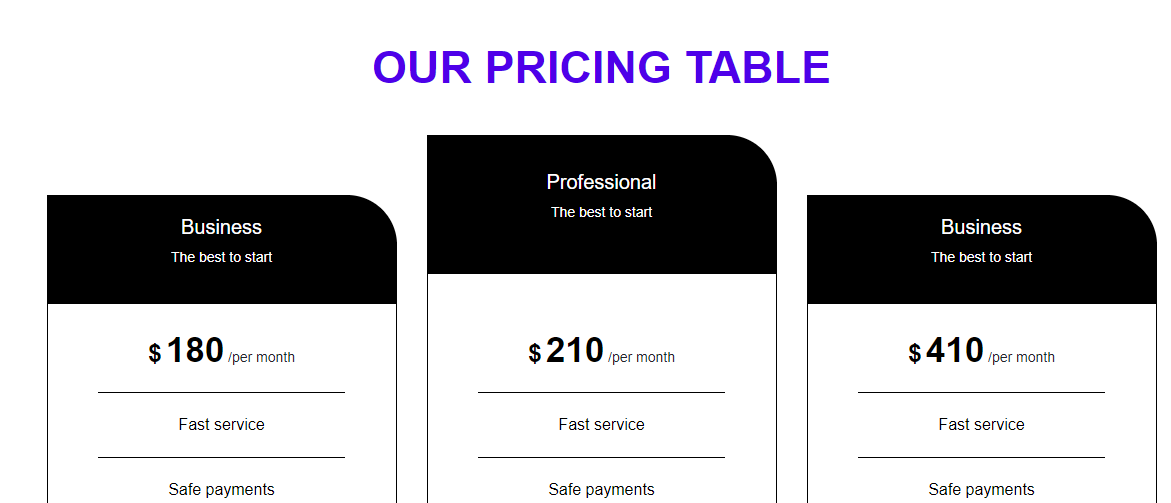 OUR PRICING TABLE
Business
The best to start
$ 180 /per month
Fast service
Safe payments
Professional
The best to start
$ 210 /per month
Fast service
Safe payments
Business
The best to start
$ 410 /per month
Fast service
Safe payments